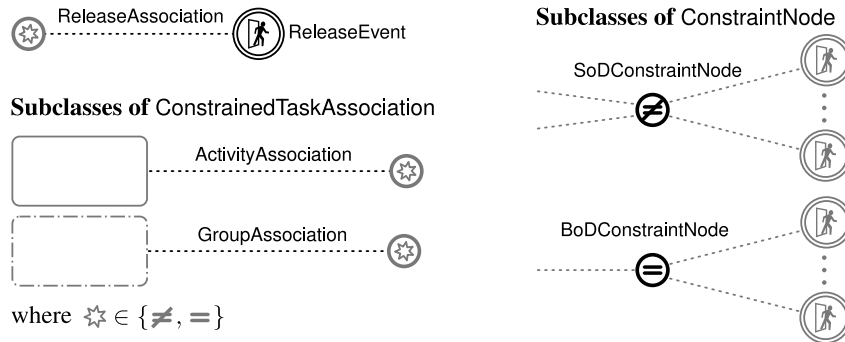 ReleaseAssociation
ReleaseEvent
Subclasses of ConstrainedTaskAssociation
ActivityAssociation
GroupAssociation
where ∈ {≠, =}
Subclasses of ConstraintNode
SoDConstraintNode
≠
BoDConstraintNode
=